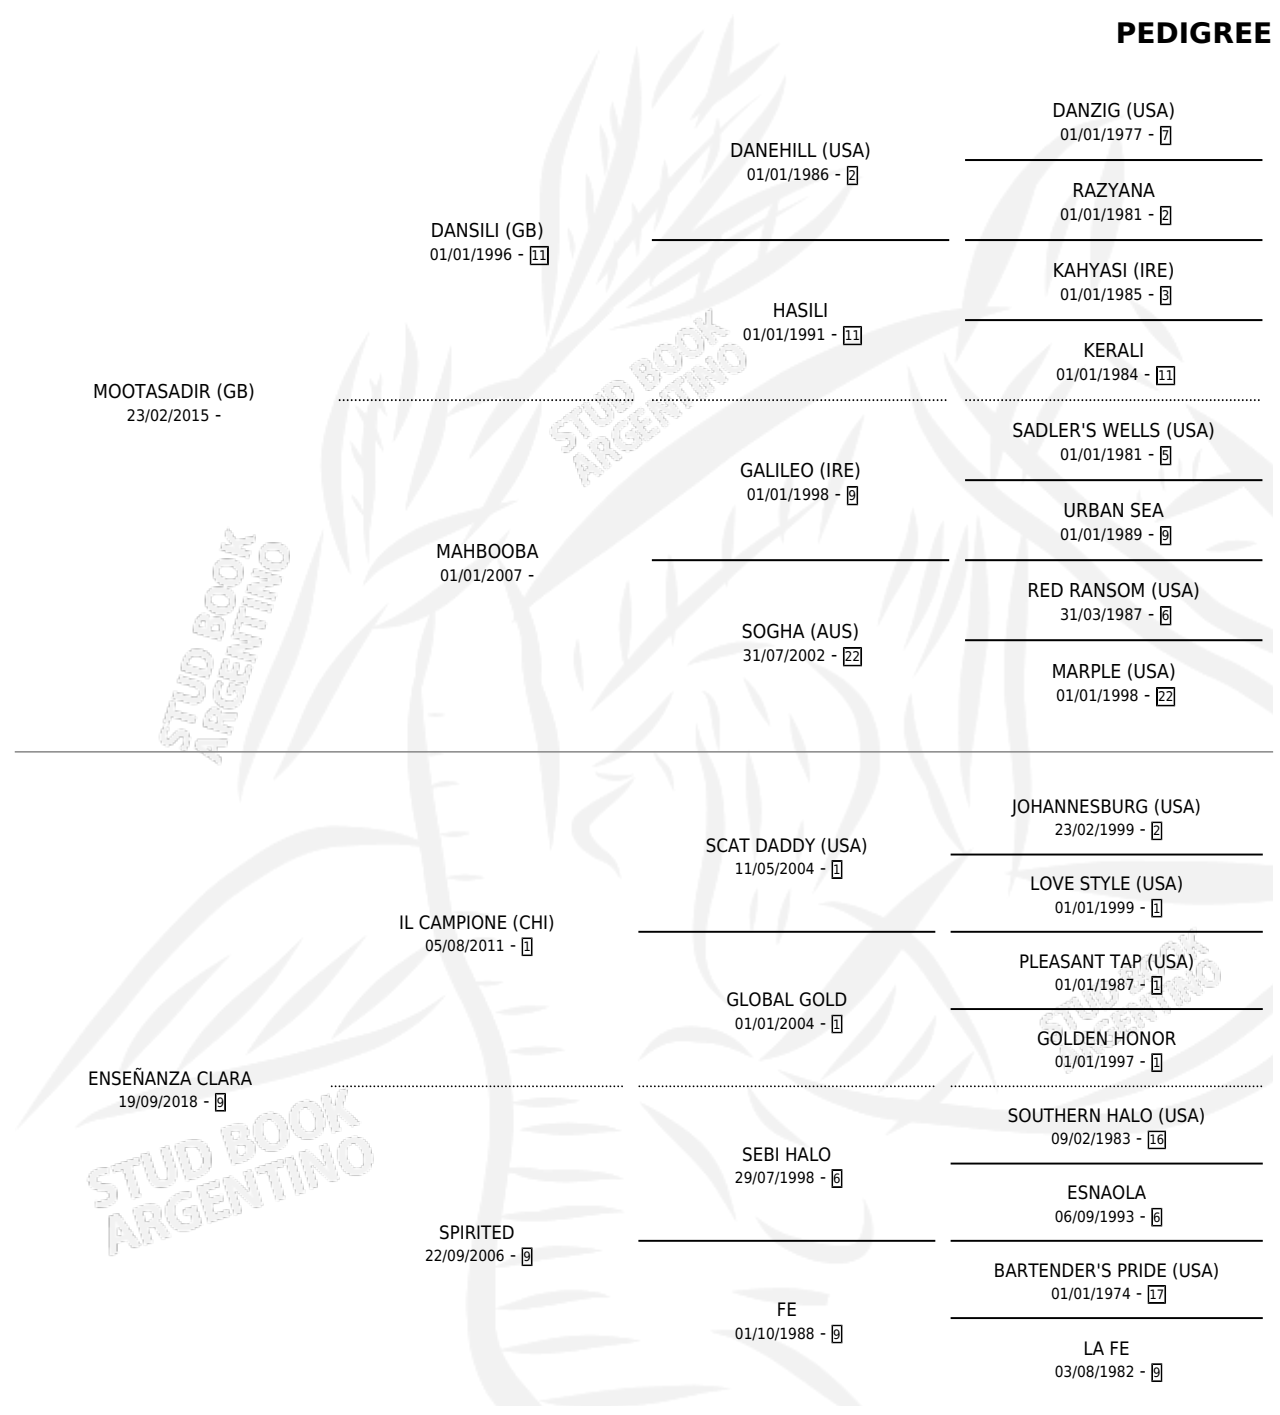 PEDIGREE
DANZIG (USA)
01/01/1977 - 7
DANEHILL (USA)
01/01/1986 - 2
RAZYANA
01/01/1981 - 2
DANSILI (GB)
01/01/1996 - 11
KAHYASI (IRE)
01/01/1985 - 3
HASILI
01/01/1991 - 11
KERALI
01/01/1984 - 11
MOOTASADIR (GB)
23/02/2015 -
SADLER'S WELLS (USA)
01/01/1981 - 5
GALILEO (IRE)
01/01/1998 - 9
URBAN SEA
01/01/1989 - 9
MAHBOOBA
01/01/2007 -
RED RANSOM (USA)
31/03/1987 - 6
SOGHA (AUS)
31/07/2002 - 22
MARPLE (USA)
01/01/1998 - 22
STUD BOOK
ARGENTINO
STUD BOOK
ARGENTINO
JOHANNESBURG (USA)
23/02/1999 - 2
SCAT DADDY (USA)
11/05/2004 - 1
LOVE STYLE (USA)
01/01/1999 - 1
IL CAMPIONE (CHI)
05/08/2011 - 1
PLEASANT TAP (USA)
01/01/1987 - 1
GLOBAL GOLD
01/01/2004 - 1
GOLDEN HONOR
01/01/1997 - 1
ENSEÑANZA CLARA
19/09/2018 - 9
SOUTHERN HALO (USA)
09/02/1983 - 16
SEBI HALO
29/07/1998 - 6
ESNAOLA
06/09/1993 - 6
SPIRITED
22/09/2006 - 9
BARTENDER'S PRIDE (USA)
01/01/1974 - 17
FE
01/10/1988 - 9
LA FE
03/08/1982 - 9
STUD BOOK
ARGENTINO
STUD BOOK
ARGENTINO